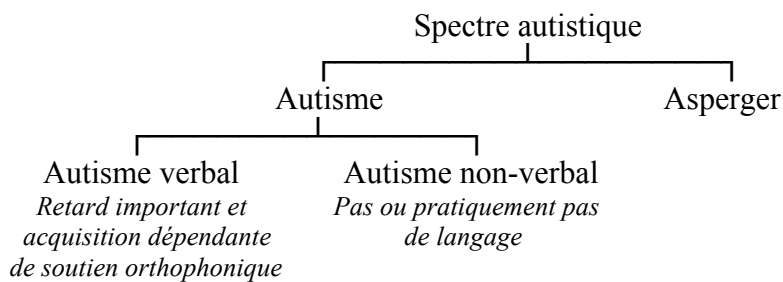 Spectre autistique
Autisme
Asperger
Autisme verbal
Retard important et
acquisition dépendante
de soutien orthophonique
Autisme non-verbal
Pas ou pratiquement pas
de langage